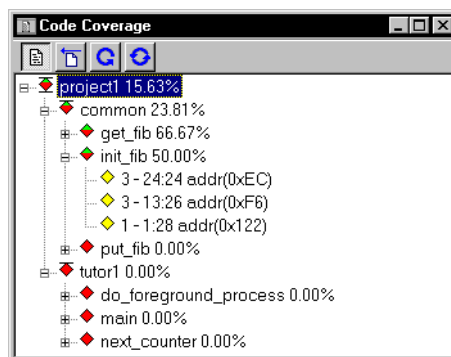 Code Coverage
project1 15.63%
common 23.81%
get_fib 66.67%
init_fib 50.00%
3 - 24:24 addr(0xEC)
3 - 13:26 addr(0xF6)
1 - 1:28 addr(0x122)
put_fib 0.00%
tutor1 0.00%
do_foreground_process 0.00%
main 0.00%
next_counter 0.00%